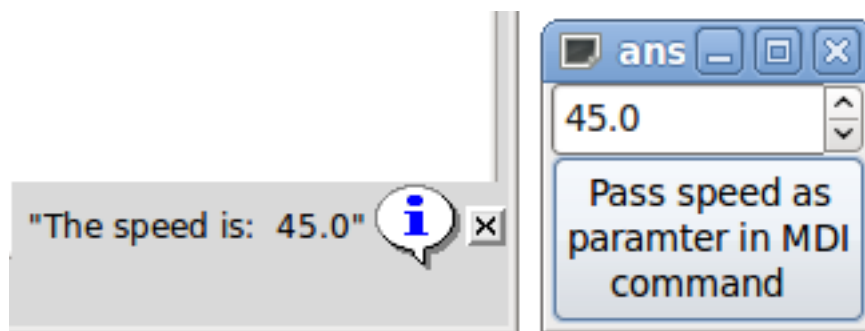 "The speed is:  45.0"
ans
45.0
Pass speed as
paramter in MDI
command